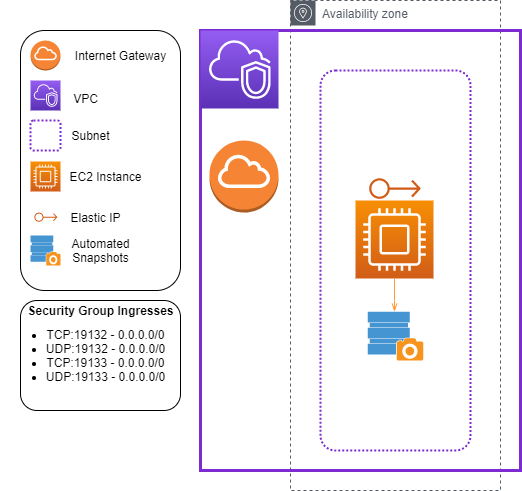 Availability zone
Internet Gateway
VPC
Subnet
EC2 Instance
Elastic IP
Automated
Snapshots
Security Group Ingresses
• TCP:19132 - 0.0.0.0/0
• UDP:19132 - 0.0.0.0/0
• TCP:19133 - 0.0.0.0/0
• UDP:19133 - 0.0.0.0/0